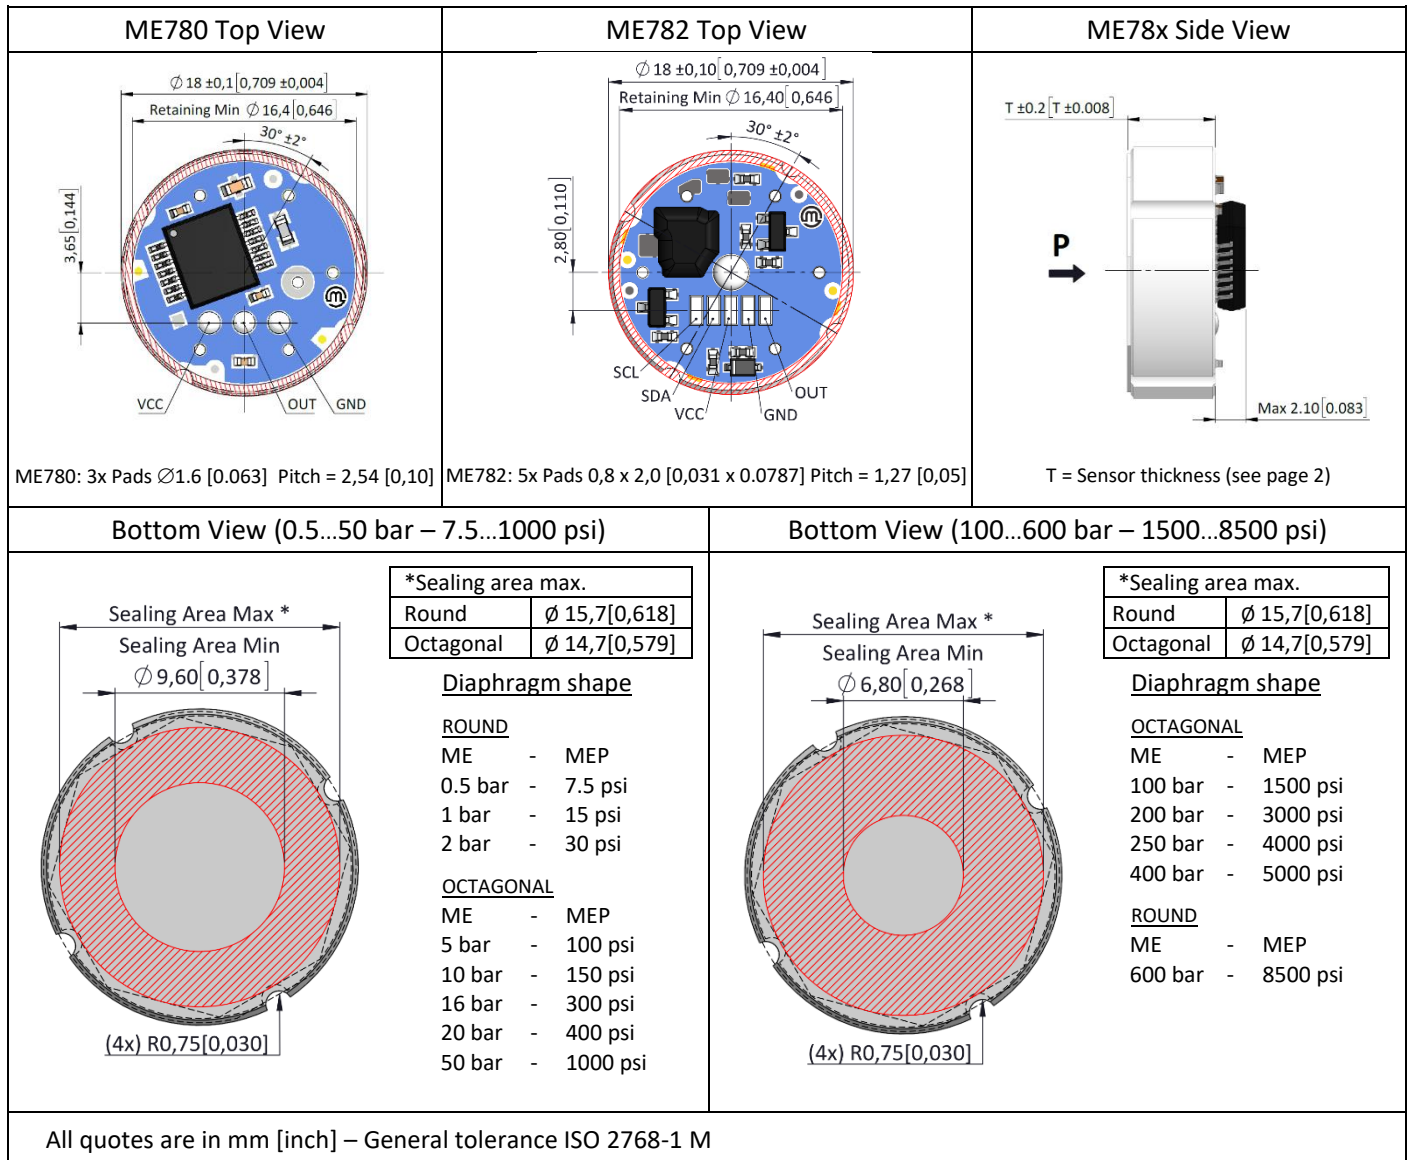 ME780 Top View
ME782 Top View
ME78x Side View
∅ 18 ±0,1[0,709 ±0,004]
Retaining Min ∅ 16,4[0,646]
30° ±2°
3,65[0,144]
VCC
OUT
GND
ME780: 3x Pads ∅1.6 [0.063] Pitch = 2,54 [0,10]
∅ 18 ±0,10[0,709 ±0,004]
Retaining Min ∅ 16,40[0,646]
30° ±2°
2,80[0,110]
SCL
SDA
VCC
GND
OUT
ME782: 5x Pads 0,8 x 2,0 [0,031 x 0.0787] Pitch = 1,27 [0,05]
T ±0.2[T ±0.008]
P
Max 2.10[0.083]
T = Sensor thickness (see page 2)
Bottom View (0.5...50 bar – 7.5...1000 psi)
Bottom View (100...600 bar – 1500...8500 psi)
Sealing Area Max *
Sealing Area Min
∅ 9,60[0,378]
(4x) R0,75[0,030]
*Sealing area max.
Round ø 15,7[0,618]
Octagonal ø 14,7[0,579]
Diaphragm shape
ROUND
ME - MEP
0.5 bar - 7.5 psi
1 bar - 15 psi
2 bar - 30 psi
OCTAGONAL
ME - MEP
5 bar - 100 psi
10 bar - 150 psi
16 bar - 300 psi
20 bar - 400 psi
50 bar - 1000 psi
Sealing Area Max *
Sealing Area Min
∅ 6,80[0,268]
(4x) R0,75[0,030]
*Sealing area max.
Round ø 15,7[0,618]
Octagonal ø 14,7[0,579]
Diaphragm shape
OCTAGONAL
ME - MEP
100 bar - 1500 psi
200 bar - 3000 psi
250 bar - 4000 psi
400 bar - 5000 psi
ROUND
ME - MEP
600 bar - 8500 psi
All quotes are in mm [inch] – General tolerance ISO 2768-1 M